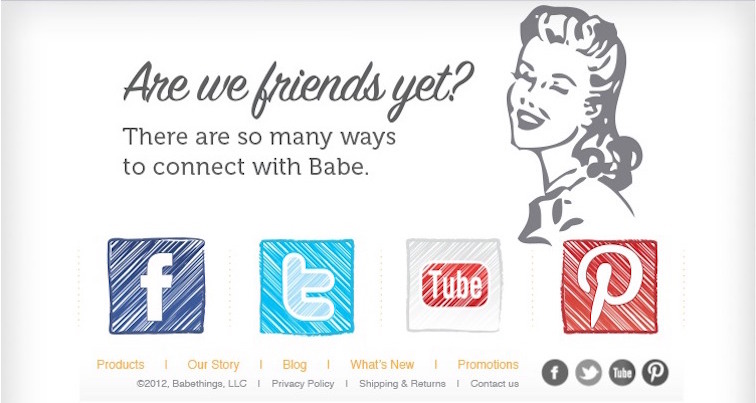 Are we friends yet?
There are so many ways
to connect with Babe.
f t Tube P
Products | Our Story | Blog | What's New | Promotions
©2012, Babethings, LLC | Privacy Policy | Shipping & Returns | Contact us
f Tube P